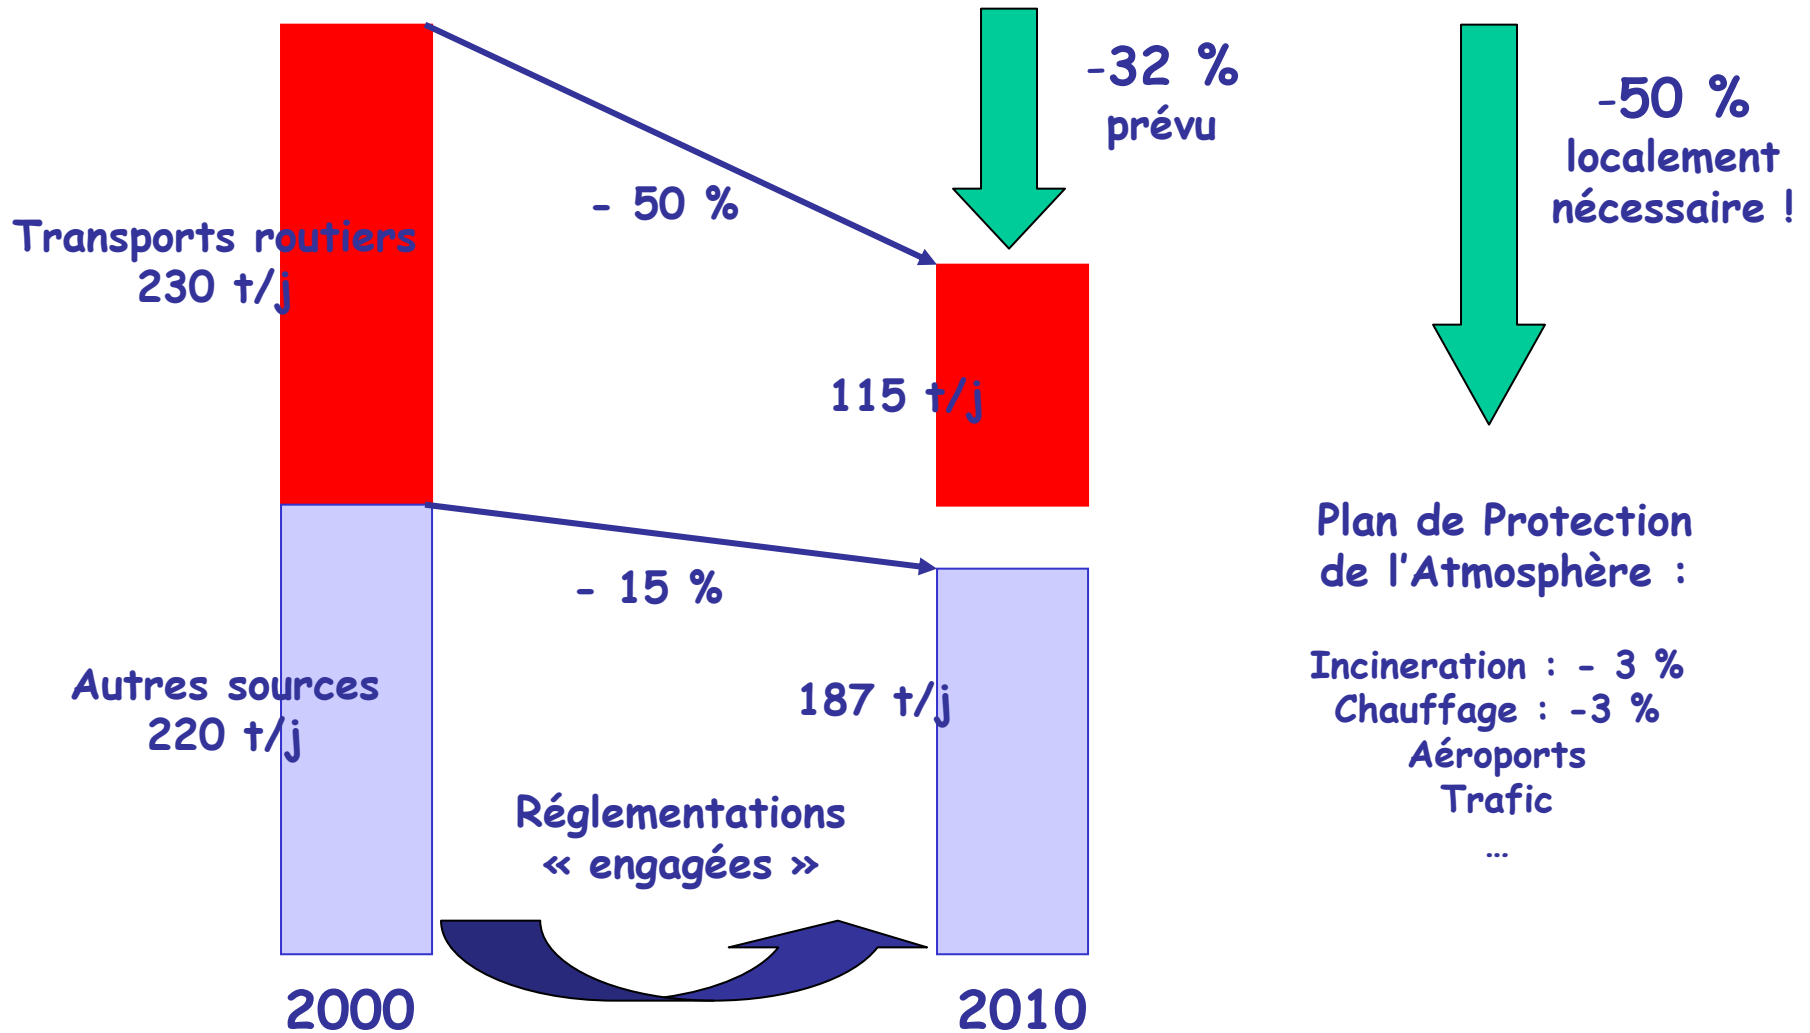 -32 %
prévu
-50 %
localement
nécessaire !
- 50 %
Transports routiers
230 t/j
115 t/j
- 15 %
Autres sources
220 t/j
187 t/j
Réglementations
« engagées »
Plan de Protection
de l’Atmosphère :
Incineration : - 3 %
Chauffage : -3 %
Aéroports
Trafic
…
2000
2010